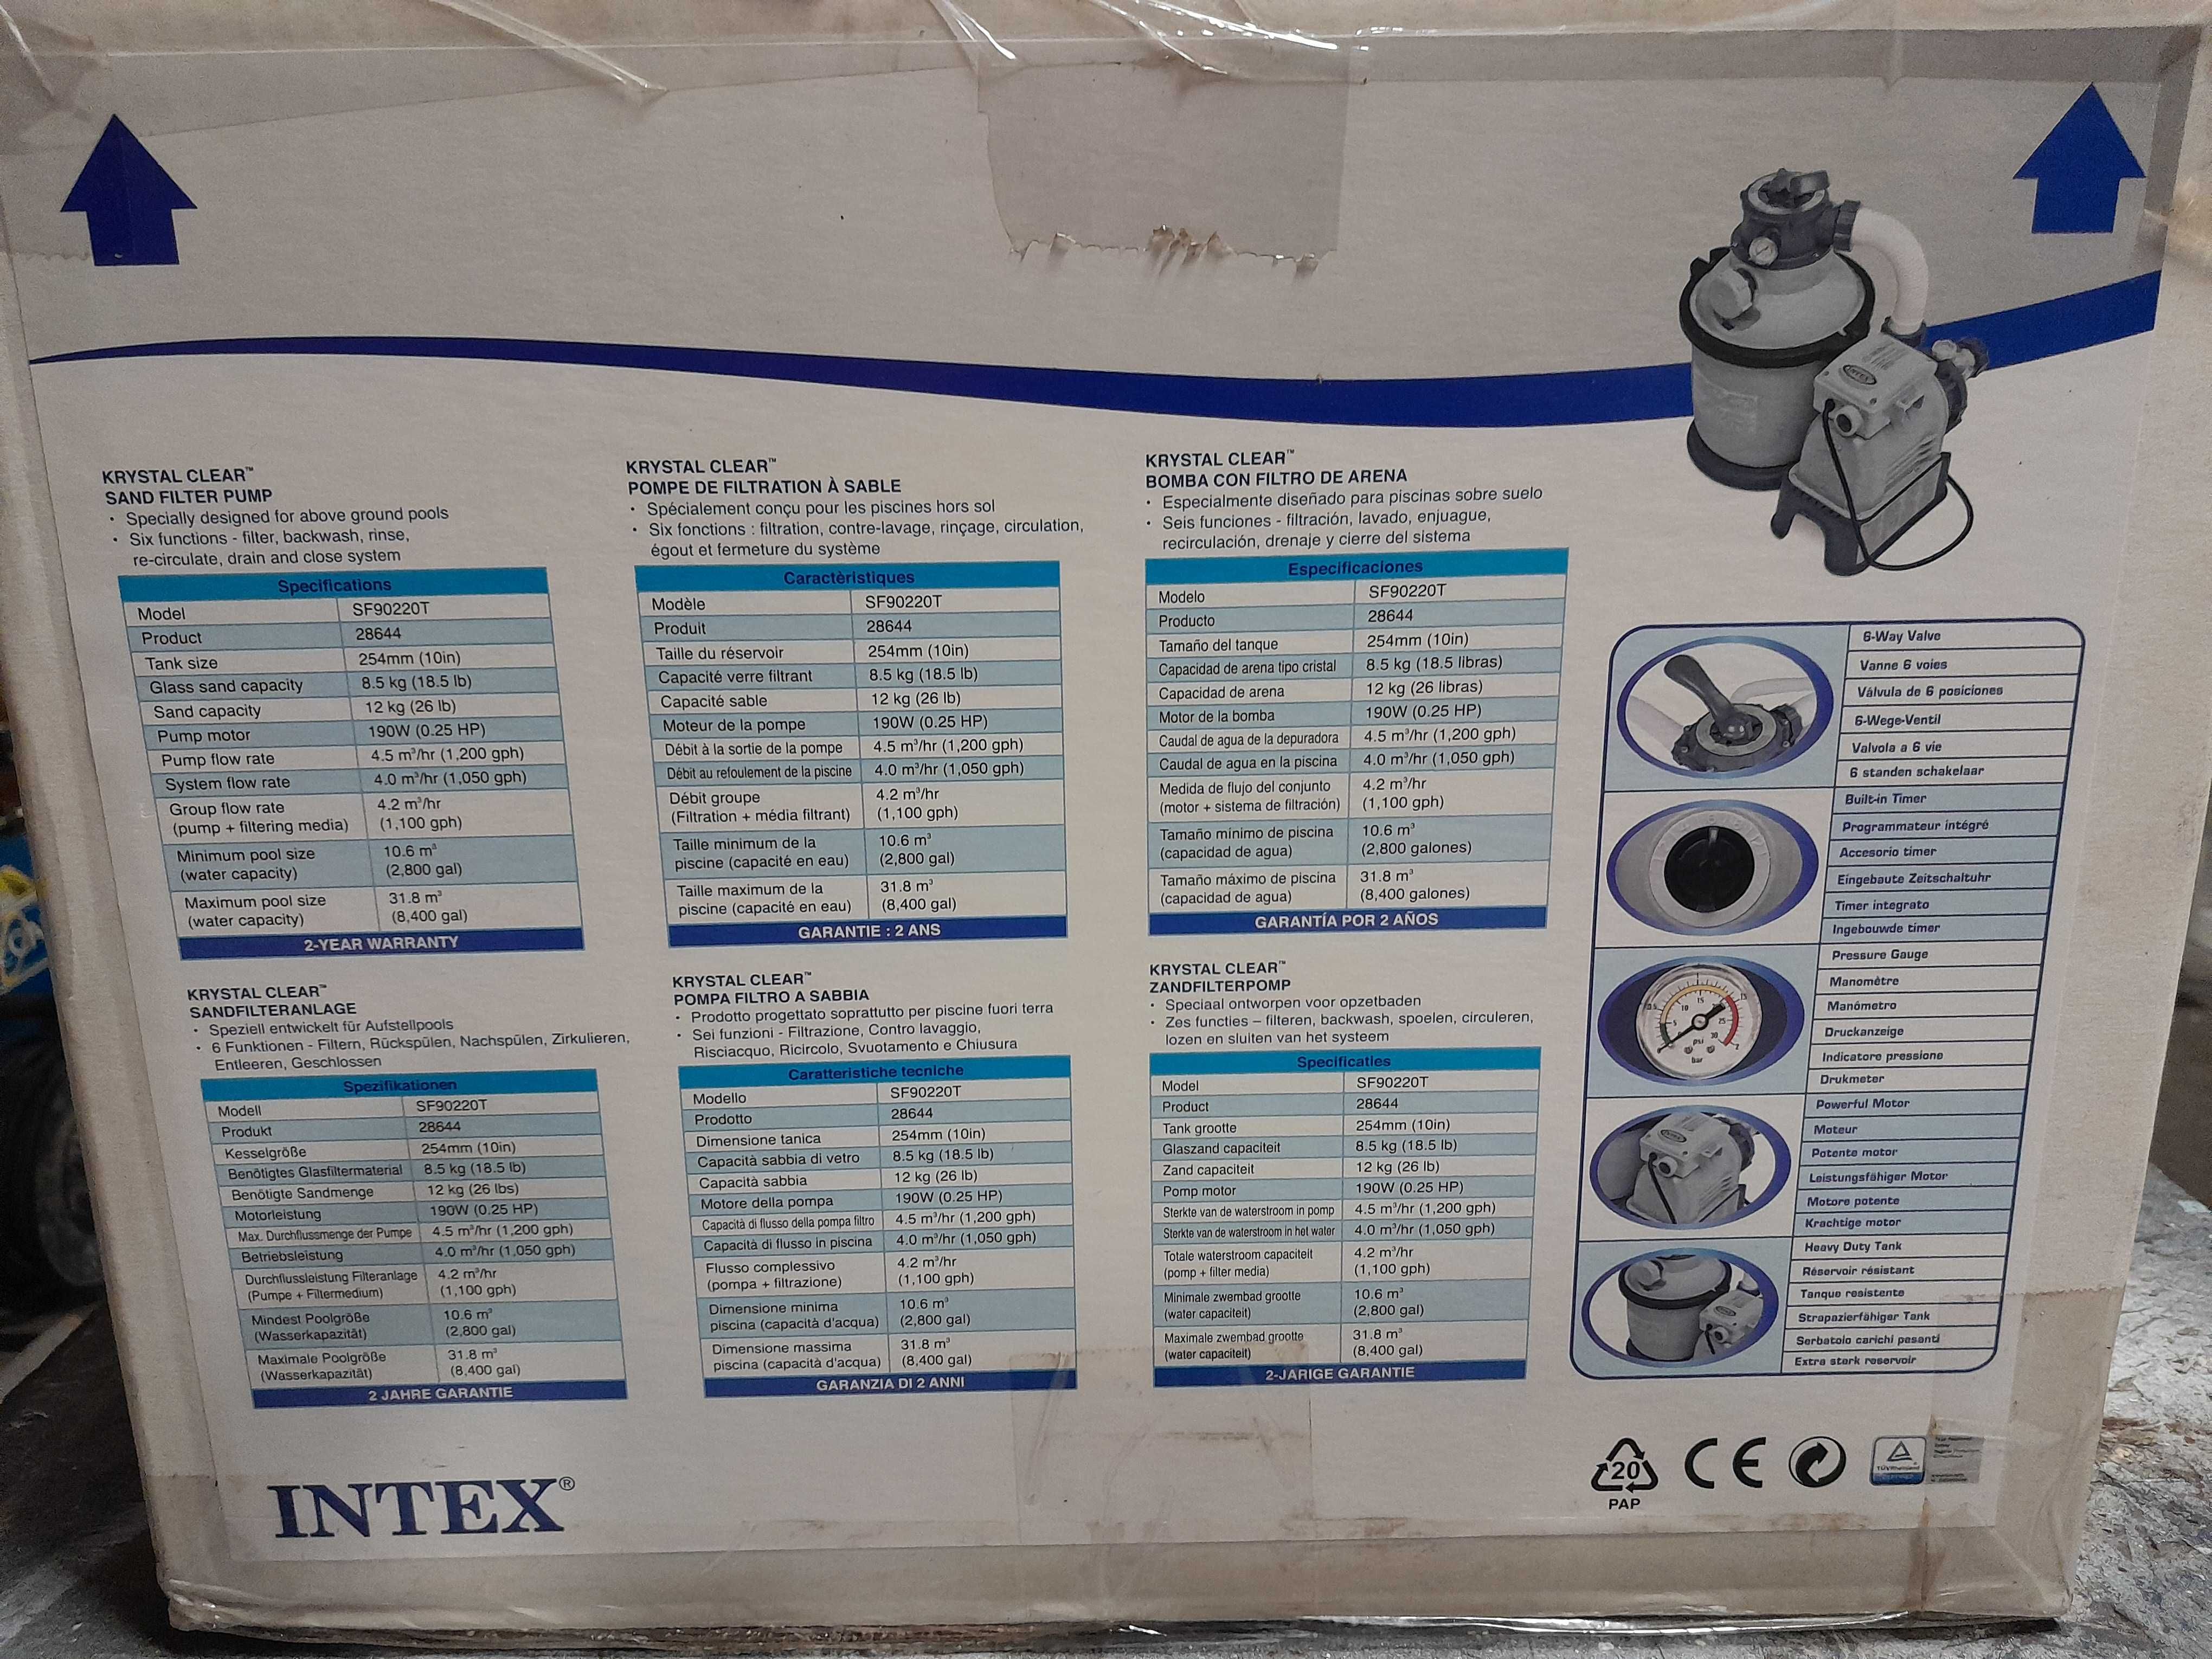 KRYSTAL CLEAR™
SAND FILTER PUMP
• Specially designed for above ground pools
• Six functions - filter, backwash, rinse,
re-circulate, drain and close system
Specifications
Model SF90220T
Product 28644
Tank size 254mm (10in)
Glass sand capacity 8.5 kg (18.5 lb)
Sand capacity 12 kg (26 lb)
Pump motor 190W (0.25 HP)
Pump flow rate 4.5 m³/hr (1,200 gph)
System flow rate 4.0 m³/hr (1,050 gph)
Group flow rate 4.2 m³/hr
(pump + filtering media) (1,100 gph)
Minimum pool size 10.6 m³
(water capacity) (2,800 gal)
Maximum pool size 31.8 m³
(water capacity) (8,400 gal)
2-YEAR WARRANTY
KRYSTAL CLEAR™
POMPE DE FILTRATION À SABLE
• Spécialement conçu pour les piscines hors sol
• Six fonctions : filtration, contre-lavage, rinçage, circulation,
égout et fermeture du système
Caractèristiques
Modèle SF90220T
Produit 28644
Taille du réservoir 254mm (10in)
Capacité verre filtrant 8.5 kg (18.5 lb)
Capacité sable 12 kg (26 lb)
Moteur de la pompe 190W (0.25 HP)
Débit à la sortie de la pompe 4.5 m³/hr (1,200 gph)
Débit au refoulement de la piscine 4.0 m³/hr (1,050 gph)
Débit groupe 4.2 m³/hr
(Filtration + média filtrant) (1,100 gph)
Taille minimum de la 10.6 m³
piscine (capacité en eau) (2,800 gal)
Taille maximum de la 31.8 m³
piscine (capacité en eau) (8,400 gal)
GARANTIE : 2 ANS
KRYSTAL CLEAR™
BOMBA CON FILTRO DE ARENA
• Especialmente diseñado para piscinas sobre suelo
• Seis funciones - filtración, lavado, enjuague,
recirculación, drenaje y cierre del sistema
Especificaciones
Modelo SF90220T
Producto 28644
Tamaño del tanque 254mm (10in)
Capacidad de arena tipo cristal 8.5 kg (18.5 libras)
Capacidad de arena 12 kg (26 libras)
Motor de la bomba 190W (0.25 HP)
Caudal de agua de la depuradora 4.5 m³/hr (1,200 gph)
Caudal de agua en la piscina 4.0 m³/hr (1,050 gph)
Medida de flujo del conjunto 4.2 m³/hr
(motor + sistema de filtración) (1,100 gph)
Tamaño mínimo de piscina 10.6 m³
(capacidad de agua) (2,800 galones)
Tamaño máximo de piscina 31.8 m³
(capacidad de agua) (8,400 galones)
GARANTÍA POR 2 AÑOS
KRYSTAL CLEAR™
SANDFILTERANLAGE
• Speziell entwickelt für Aufstellpools
• 6 Funktionen - Filtern, Rückspülen, Nachspülen, Zirkulieren,
Entleeren, Geschlossen
Spezifikationen
Modell SF90220T
Produkt 28644
Kesselgröße 254mm (10in)
Benötigtes Glasfiltermaterial 8.5 kg (18.5 lb)
Benötigte Sandmenge 12 kg (26 lbs)
Motorleistung 190W (0.25 HP)
Max. Durchflussmenge der Pumpe 4.5 m³/hr (1,200 gph)
Betriebsleistung 4.0 m³/hr (1,050 gph)
Durchflussleistung Filteranlage 4.2 m³/hr
(Pumpe + Filtermedium) (1,100 gph)
Mindest Poolgröße 10.6 m³
(Wasserkapazität) (2,800 gal)
Maximale Poolgröße 31.8 m³
(Wasserkapazität) (8,400 gal)
2 JAHRE GARANTIE
KRYSTAL CLEAR™
POMPA FILTRO A SABBIA
• Prodotto progettato soprattutto per piscine fuori terra
• Sei funzioni - Filtrazione, Contro lavaggio,
Risciacquo, Ricircolo, Svuotamento e Chiusura
Caratteristiche tecniche
Modello SF90220T
Prodotto 28644
Dimensione tanica 254mm (10in)
Capacità sabbia di vetro 8.5 kg (18.5 lb)
Capacità sabbia 12 kg (26 lb)
Motore della pompa 190W (0.25 HP)
Capacità di flusso della pompa filtro 4.5 m³/hr (1,200 gph)
Capacità di flusso in piscina 4.0 m³/hr (1,050 gph)
Flusso complessivo 4.2 m³/hr
(pompa + filtrazione) (1,100 gph)
Dimensione minima 10.6 m³
piscina (capacità d'acqua) (2,800 gal)
Dimensione massima 31.8 m³
piscina (capacità d'acqua) (8,400 gal)
GARANZIA DI 2 ANNI
KRYSTAL CLEAR™
ZANDFILTERPOMP
• Speciaal ontworpen voor opzetbaden
• Zes functies – filteren, backwash, spoelen, circuleren,
lozen en sluiten van het systeem
Specificaties
Model SF90220T
Product 28644
Tank grootte 254mm (10in)
Glaszand capaciteit 8.5 kg (18.5 lb)
Zand capaciteit 12 kg (26 lb)
Pomp motor 190W (0.25 HP)
Sterkte van de waterstroom in pomp 4.5 m³/hr (1,200 gph)
Sterkte van de waterstroom in het water 4.0 m³/hr (1,050 gph)
Totale waterstroom capaciteit 4.2 m³/hr
(pomp + filter media) (1,100 gph)
Minimale zwembad grootte 10.6 m³
(water capaciteit) (2,800 gal)
Maximale zwembad grootte 31.8 m³
(water capaciteit) (8,400 gal)
2-JARIGE GARANTIE
INTEX
6-Way Valve
Vanne 6 voies
Válvula de 6 posiciones
6-Wege-Ventil
Valvola a 6 vie
6 standen schakelaar
Built-in Timer
Programmateur intégré
Accesorio timer
Eingebaute Zeitschaltuhr
Timer integrato
Ingebouwde timer
Pressure Gauge
Manomètre
Manómetro
Druckanzeige
Indicatore pressione
Drukmeter
psi
bar
Powerful Motor
Moteur
Potente motor
Leistungsfähiger Motor
Motore potente
Krachtige motor
Heavy Duty Tank
Réservoir résistant
Tanque resistente
Strapazierfähiger Tank
Serbatoio carichi pesanti
Extra sterk reservoir
INTEX®
20
PAP
CE
TÜVRheinland